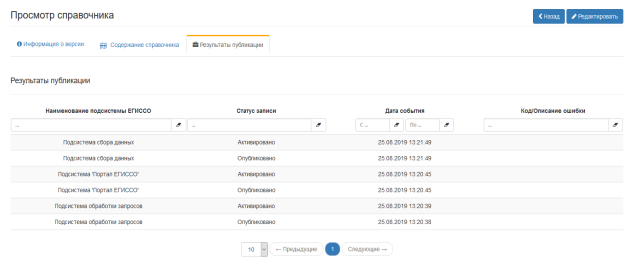 Просмотр справочника
Назад Редактировать
Информация о версии Содержание справочника Результаты публикации
Результаты публикации
Наименование подсистемы ЕГИССО Статус записи Дата события Код/Описание ошибки
... ... С ... По ... ...
Подсистема сбора данных Активировано 25.08.2019 13:21:49
Подсистема сбора данных Опубликовано 25.08.2019 13:21:49
Подсистема "Портал ЕГИССО" Активировано 25.08.2019 13:20:45
Подсистема "Портал ЕГИССО" Опубликовано 25.08.2019 13:20:45
Подсистема обработки запросов Активировано 25.08.2019 13:20:39
Подсистема обработки запросов Опубликовано 25.08.2019 13:20:38
10 ← Предыдущие 1 Следующие →